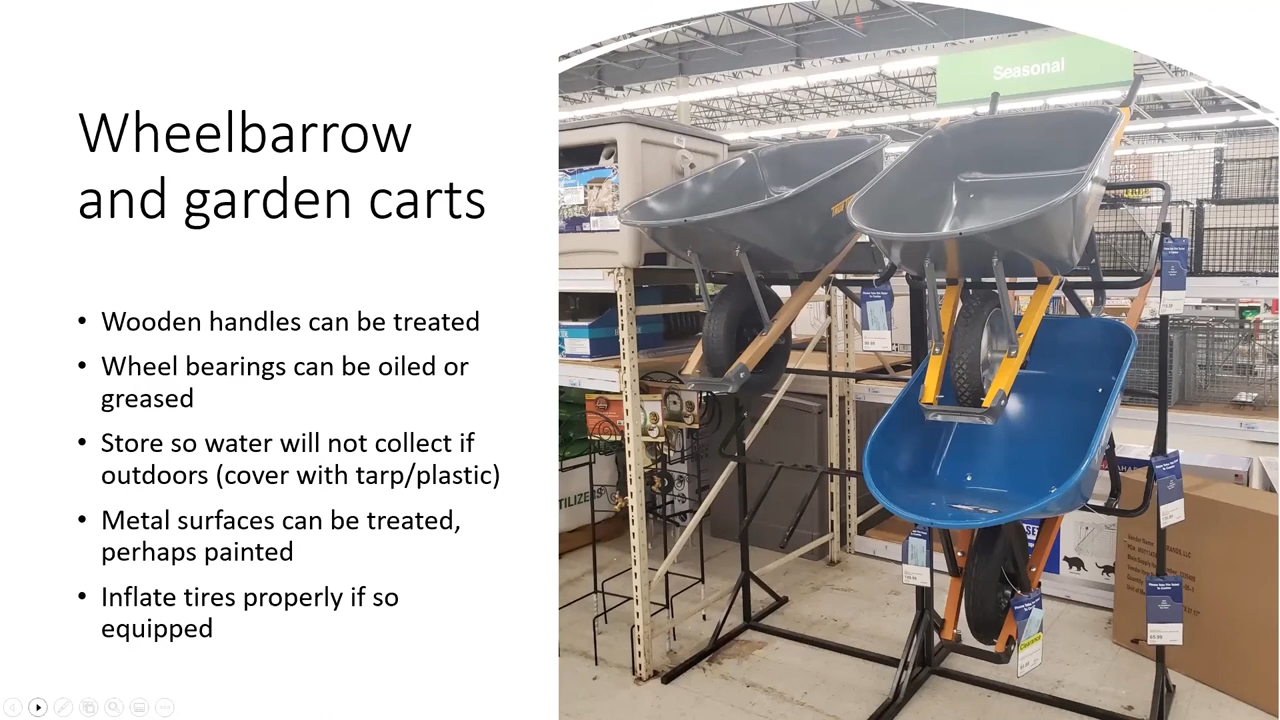 Wheelbarrow
and garden carts
• Wooden handles can be treated
• Wheel bearings can be oiled or
greased
• Store so water will not collect if
outdoors (cover with tarp/plastic)
• Metal surfaces can be treated,
perhaps painted
• Inflate tires properly if so
equipped
Seasonal
Clearance